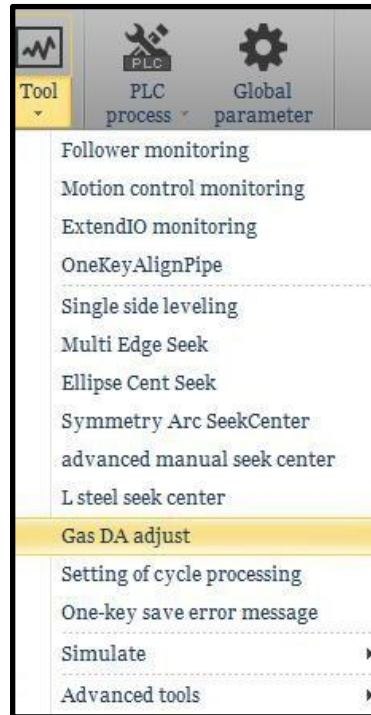 PLC
Tool
PLC
process
Global
parameter
Follower monitoring
Motion control monitoring
ExtendIO monitoring
OneKeyAlignPipe
Single side leveling
Multi Edge Seek
Ellipse Cent Seek
Symmetry Arc SeekCenter
advanced manual seek center
L steel seek center
Gas DA adjust
Setting of cycle processing
One-key save error message
Simulate
Advanced tools